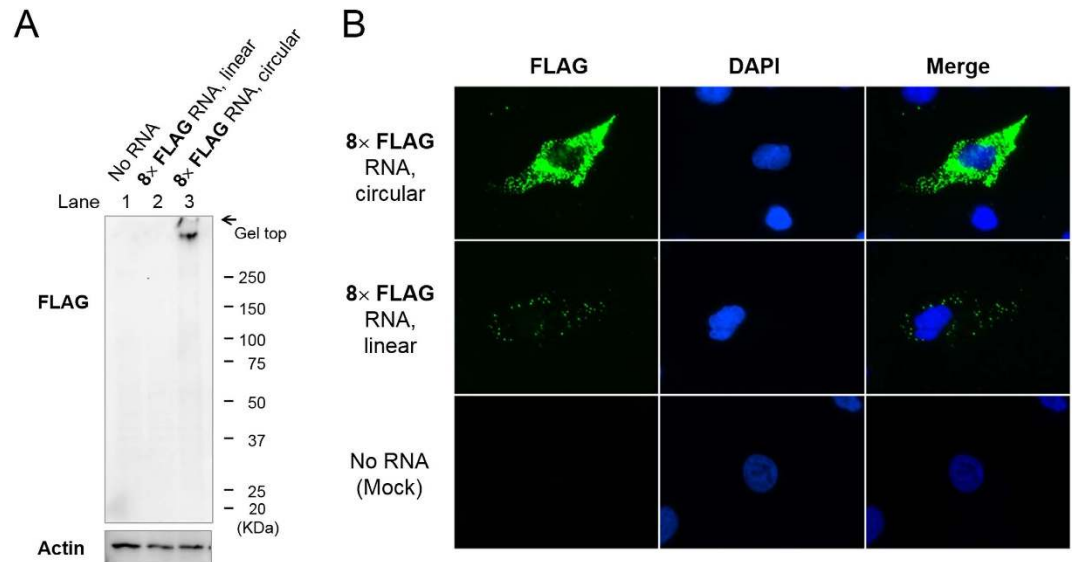 A
No RNA
8× FLAG RNA, linear
8× FLAG RNA, circular
Lane 1 2 3
Gel top
FLAG
250
150
100
75
50
37
25
20
(KDa)
Actin
B
FLAG DAPI Merge
8× FLAG
RNA,
circular
8× FLAG
RNA,
linear
No RNA
(Mock)